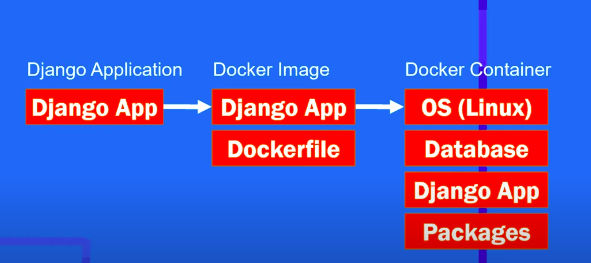 Django Application
Docker Image
Docker Container
Django App
Django App
OS (Linux)
Dockerfile
Database
Django App
Packages